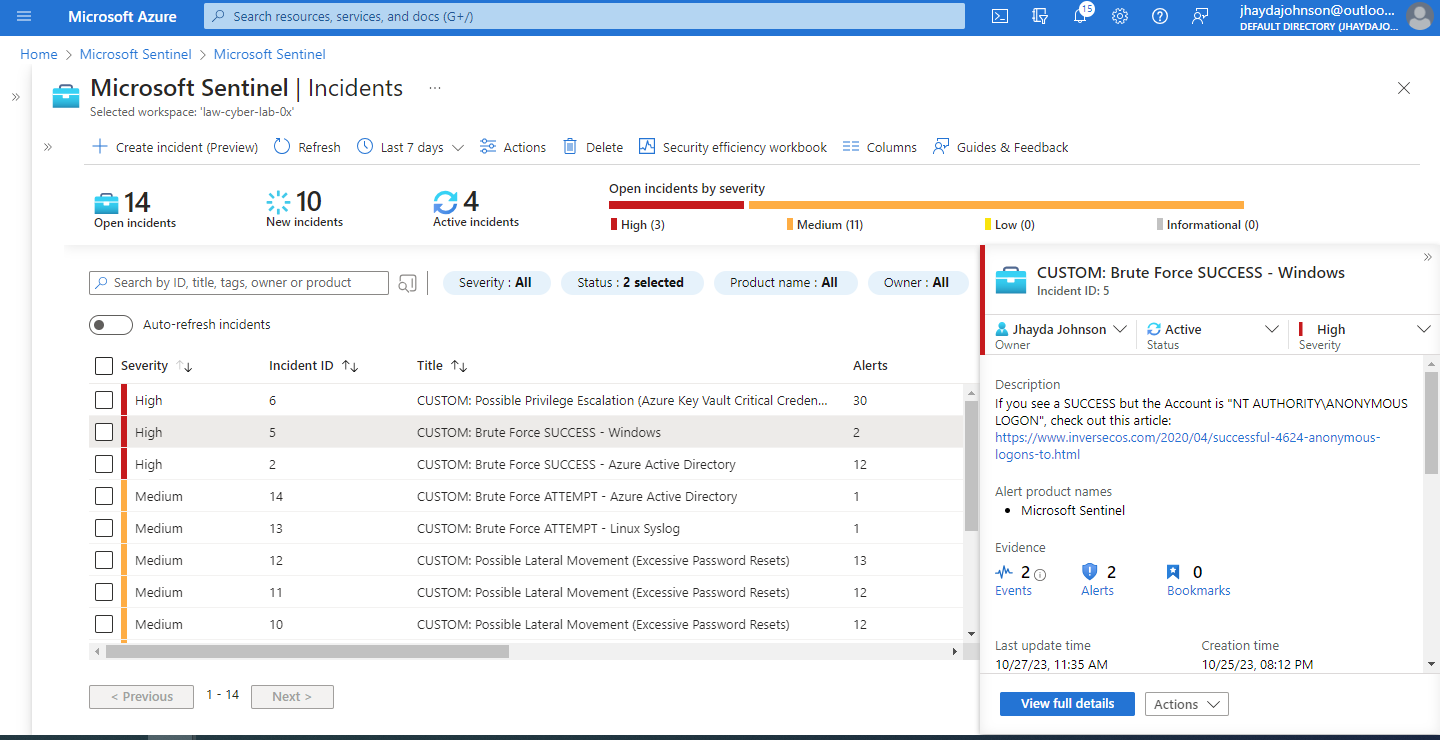 Microsoft Azure
Search resources, services, and docs (G+/)
15
jhaydajohnson@outloo...
DEFAULT DIRECTORY (JHAYDAJO...
Home > Microsoft Sentinel > Microsoft Sentinel
Microsoft Sentinel | Incidents ...
Selected workspace: 'law-cyber-lab-0x'
Create incident (Preview) Refresh Last 7 days Actions Delete Security efficiency workbook Columns Guides & Feedback
14
Open incidents
10
New incidents
4
Active incidents
Open incidents by severity
High (3) Medium (11) Low (0) Informational (0)
Search by ID, title, tags, owner or product
Severity : All
Status : 2 selected
Product name : All
Owner : All
Auto-refresh incidents
Severity Incident ID Title Alerts
High 6 CUSTOM: Possible Privilege Escalation (Azure Key Vault Critical Creden... 30
High 5 CUSTOM: Brute Force SUCCESS - Windows 2
High 2 CUSTOM: Brute Force SUCCESS - Azure Active Directory 12
Medium 14 CUSTOM: Brute Force ATTEMPT - Azure Active Directory 1
Medium 13 CUSTOM: Brute Force ATTEMPT - Linux Syslog 1
Medium 12 CUSTOM: Possible Lateral Movement (Excessive Password Resets) 13
Medium 11 CUSTOM: Possible Lateral Movement (Excessive Password Resets) 12
Medium 10 CUSTOM: Possible Lateral Movement (Excessive Password Resets) 12
< Previous 1 - 14 Next >
CUSTOM: Brute Force SUCCESS - Windows
Incident ID: 5
Jhayda Johnson Active High
Owner Status Severity
Description
If you see a SUCCESS but the Account is "NT AUTHORITY\ANONYMOUS
LOGON", check out this article:
https://www.inversecos.com/2020/04/successful-4624-anonymous-
logons-to.html
Alert product names
• Microsoft Sentinel
Evidence
2 2 0
Events Alerts Bookmarks
Last update time Creation time
10/27/23, 11:35 AM 10/25/23, 08:12 PM
View full details Actions